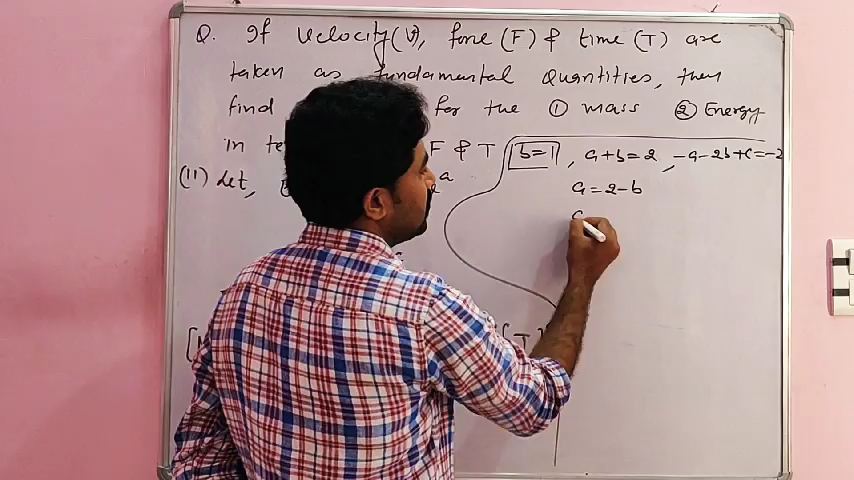 Q. If Velocity(V), force (F) & time (T) are
taken as fundamental Quantities, then
find for the ① mass ② Energy
in F & T
b=1, a+b=2, -a-2b+c=-2
(11) Let, a
a=2-b
[T]